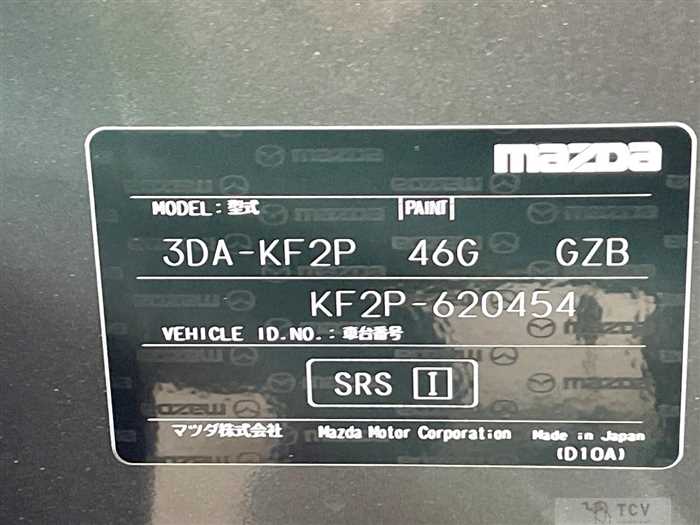 mazda
MODEL:型式 PAINT
3DA-KF2P 46G GZB
KF2P-620454
VEHICLE ID.NO.:車台番号
SRS I
マツダ株式会社 Mazda Motor Corporation Made in Japan
(D10A)
TCV